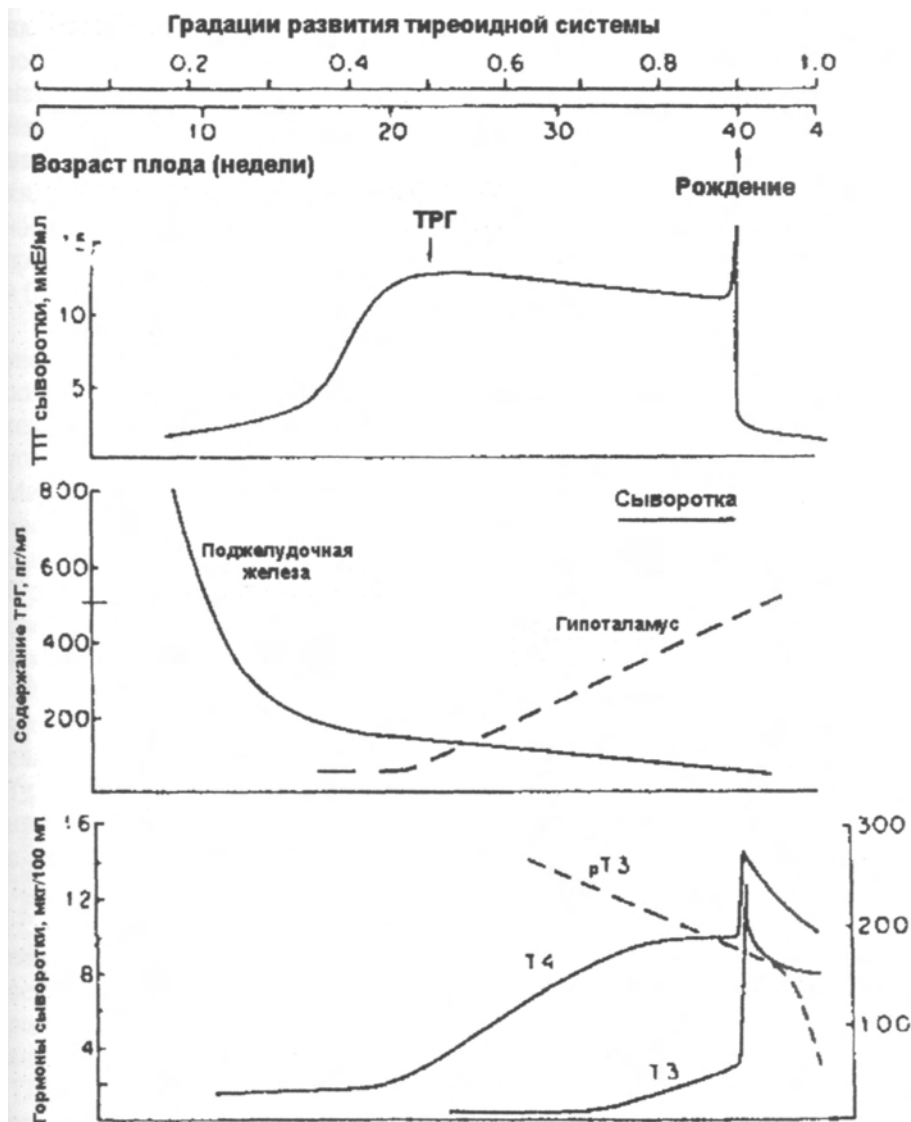 Градации развития тиреоидной системы
0 0.2 0.4 0.6 0.8 1.0
0 10 20 30 40 4
Возраст плода (недели)
Рождение
ТТГ сыворотки, мкЕ/мл
15
10
5
ТРГ
Содержание ТРГ, пг/мл
800
600
400
200
Поджелудочная
железа
Сыворотка
Гипоталамус
Гормоны сыворотки, мкг/100 мл
16
12
8
4
рТ3
Т4
Т3
300
200
100